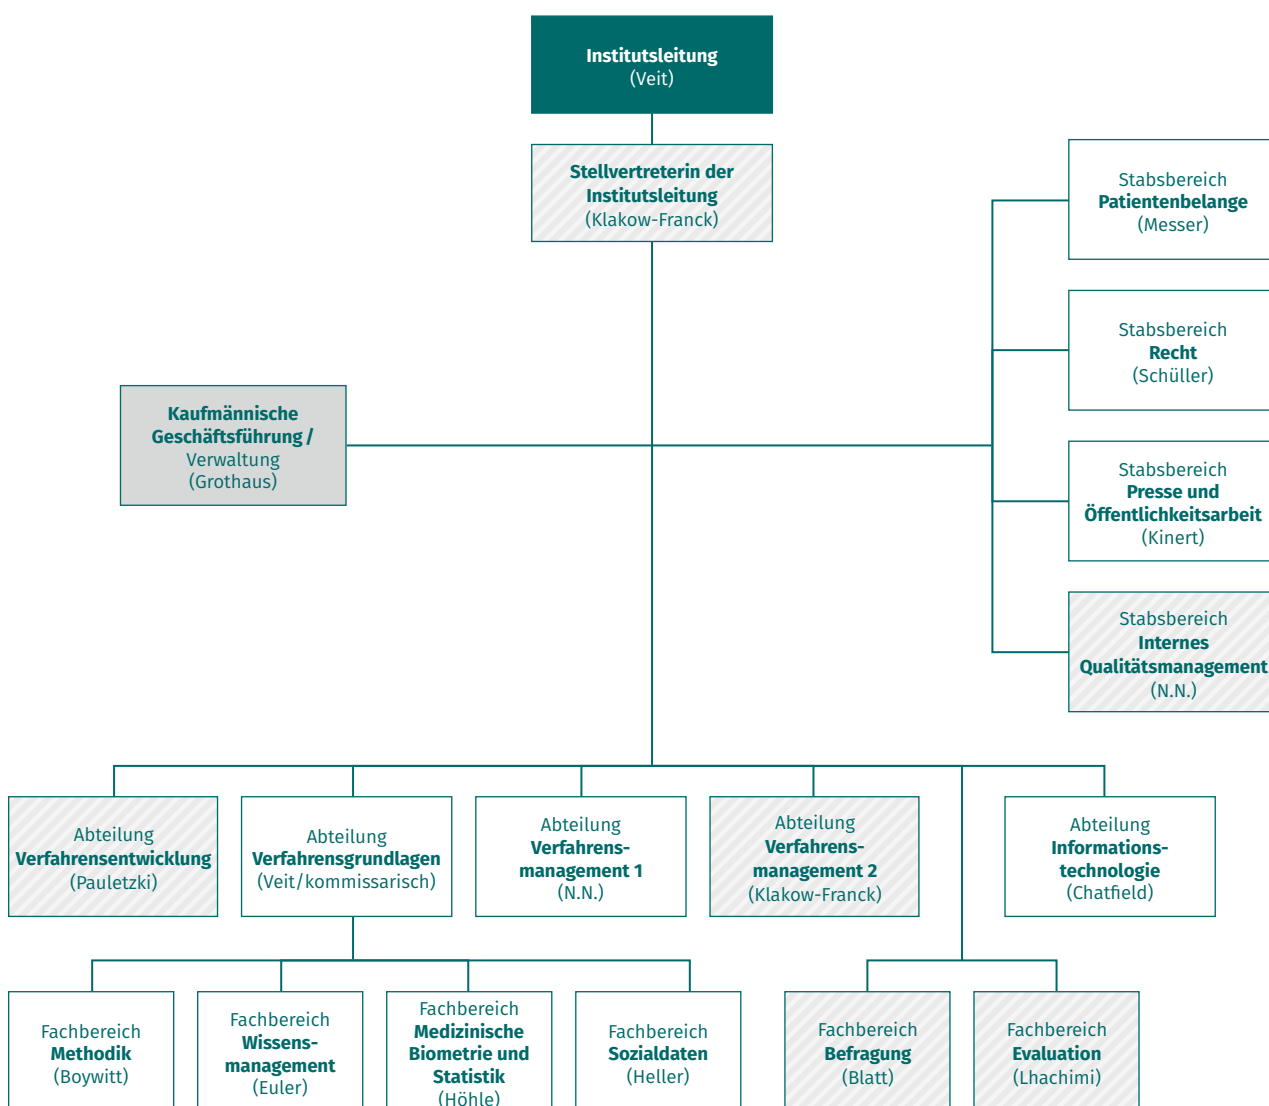 Institutsleitung
(Veit)
Stellvertreterin der
Institutsleitung
(Klakow-Franck)
Stabsbereich
Patientenbelange
(Messer)
Stabsbereich
Recht
(Schüller)
Kaufmännische
Geschäftsführung /
Verwaltung
(Grothaus)
Stabsbereich
Presse und
Öffentlichkeitsarbeit
(Kinert)
Stabsbereich
Internes
Qualitätsmanagement
(N.N.)
Abteilung
Verfahrensentwicklung
(Pauletzki)
Abteilung
Verfahrensgrundlagen
(Veit/kommissarisch)
Abteilung
Verfahrens-
management 1
(N.N.)
Abteilung
Verfahrens-
management 2
(Klakow-Franck)
Abteilung
Informations-
technologie
(Chatfield)
Fachbereich
Methodik
(Boywitt)
Fachbereich
Wissens-
management
(Euler)
Fachbereich
Medizinische
Biometrie und
Statistik
(Höhle)
Fachbereich
Sozialdaten
(Heller)
Fachbereich
Befragung
(Blatt)
Fachbereich
Evaluation
(Lhachimi)